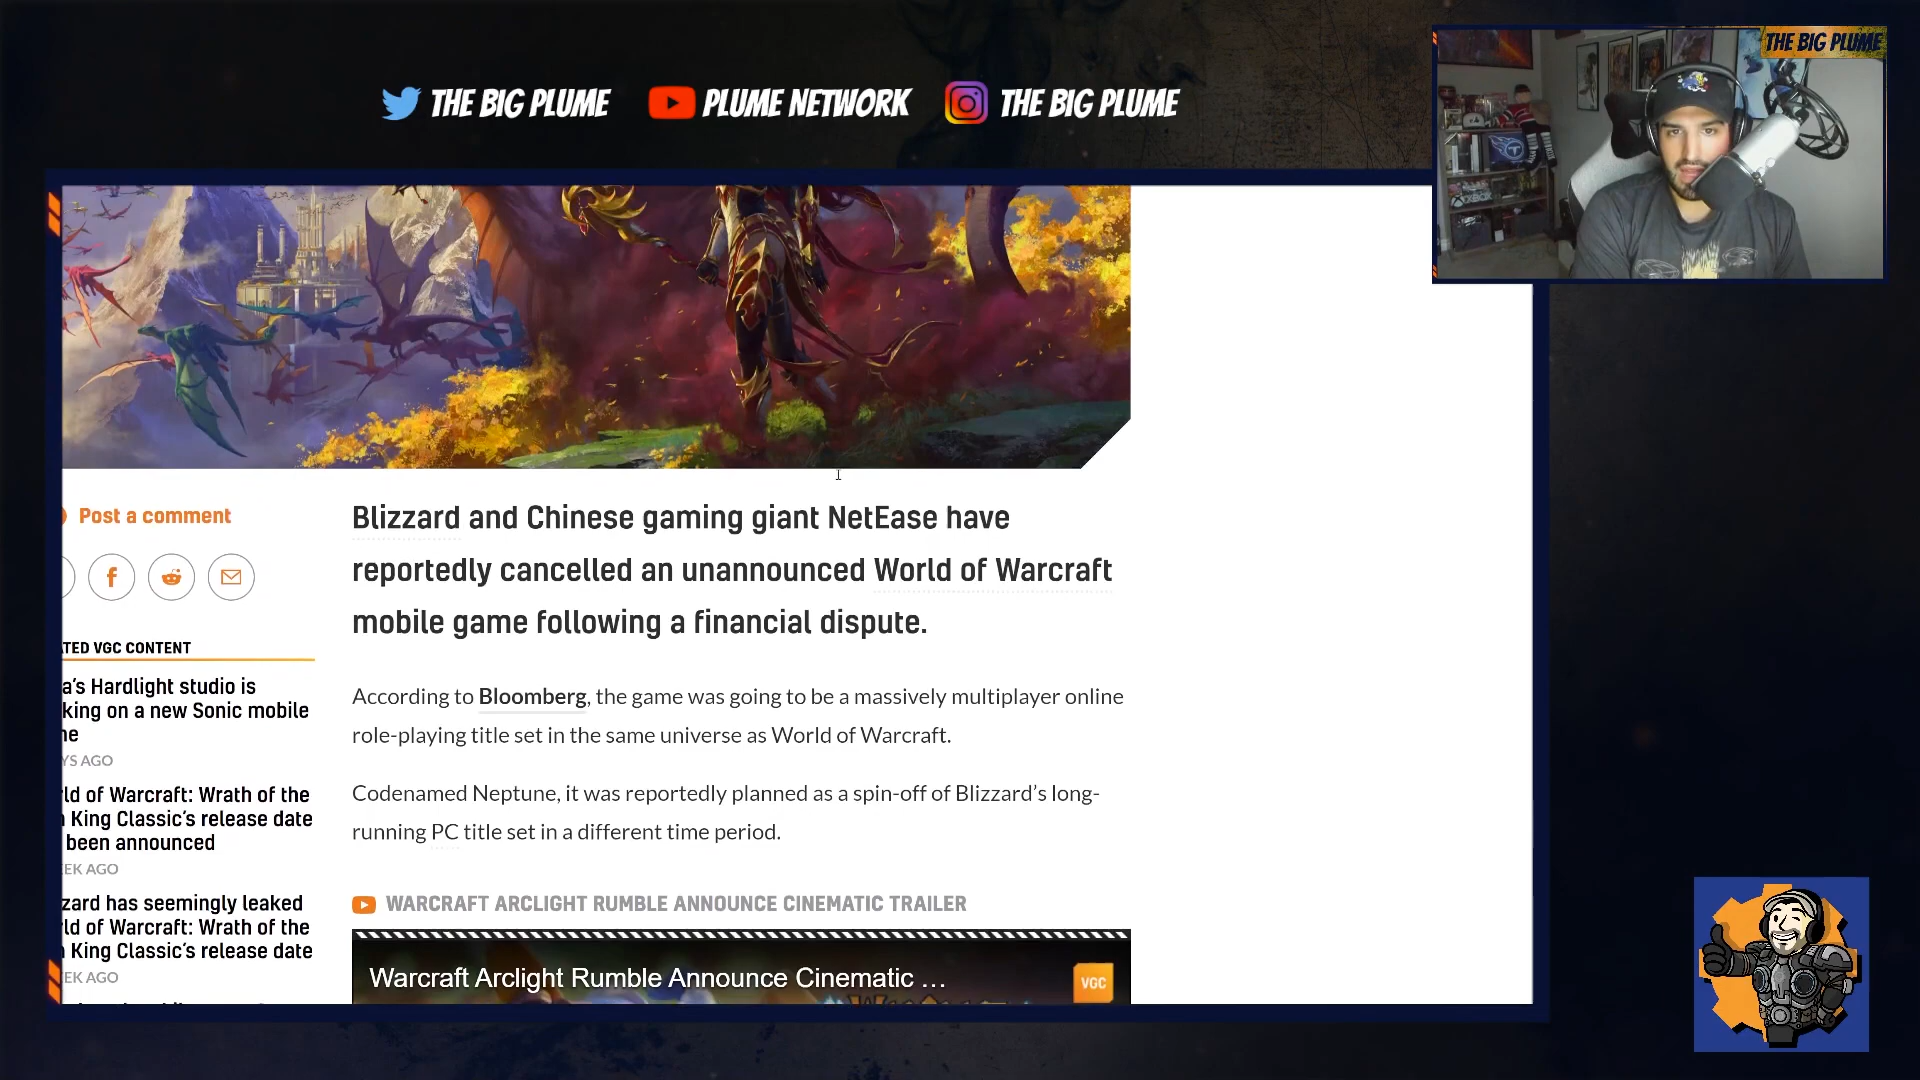 THE BIG PLUME
THE BIG PLUME
PLUME NETWORK
THE BIG PLUME
Post a comment
Blizzard and Chinese gaming giant NetEase have
reportedly cancelled an unannounced World of Warcraft
mobile game following a financial dispute.
ATED VGC CONTENT
a's Hardlight studio is
king on a new Sonic mobile
ne
YS AGO
ld of Warcraft: Wrath of the
King Classic's release date
been announced
EK AGO
zzard has seemingly leaked
ld of Warcraft: Wrath of the
King Classic's release date
EK AGO
According to Bloomberg, the game was going to be a massively multiplayer online
role-playing title set in the same universe as World of Warcraft.
Codenamed Neptune, it was reportedly planned as a spin-off of Blizzard's long-
running PC title set in a different time period.
WARCRAFT ARCLIGHT RUMBLE ANNOUNCE CINEMATIC TRAILER
Warcraft Arclight Rumble Announce Cinematic ...
VGC